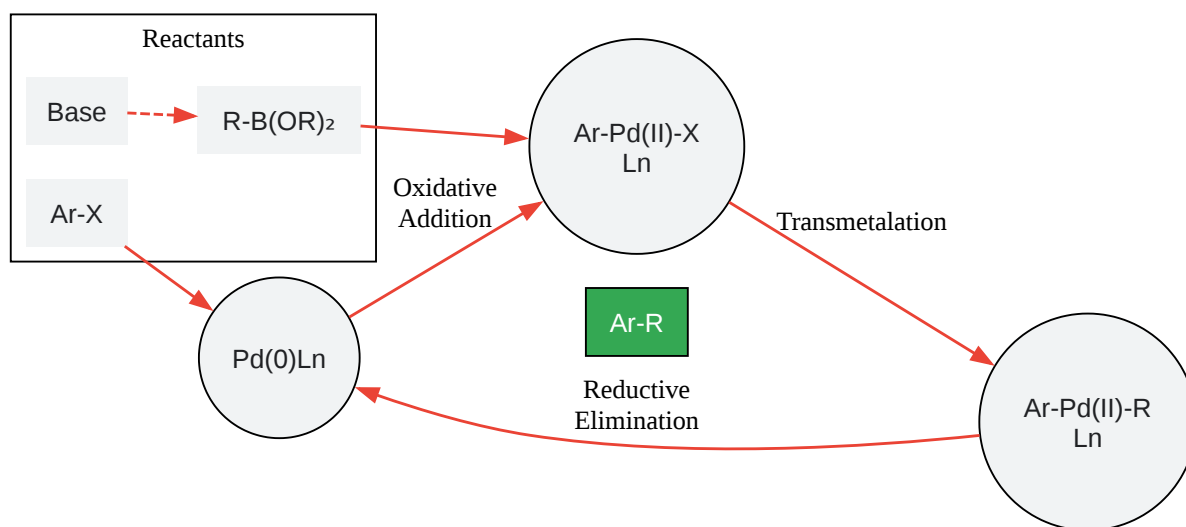 Reactants
Base
R-B(OR)₂
Ar-X
Oxidative
Addition
Ar-Pd(II)-X
Ln
Transmetalation
Pd(0)Ln
Ar-R
Reductive
Elimination
Ar-Pd(II)-R
Ln